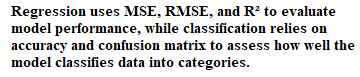 Regression uses MSE, RMSE, and R² to evaluate
model performance, while classification relies on
accuracy and confusion matrix to assess how well the
model classifies data into categories.